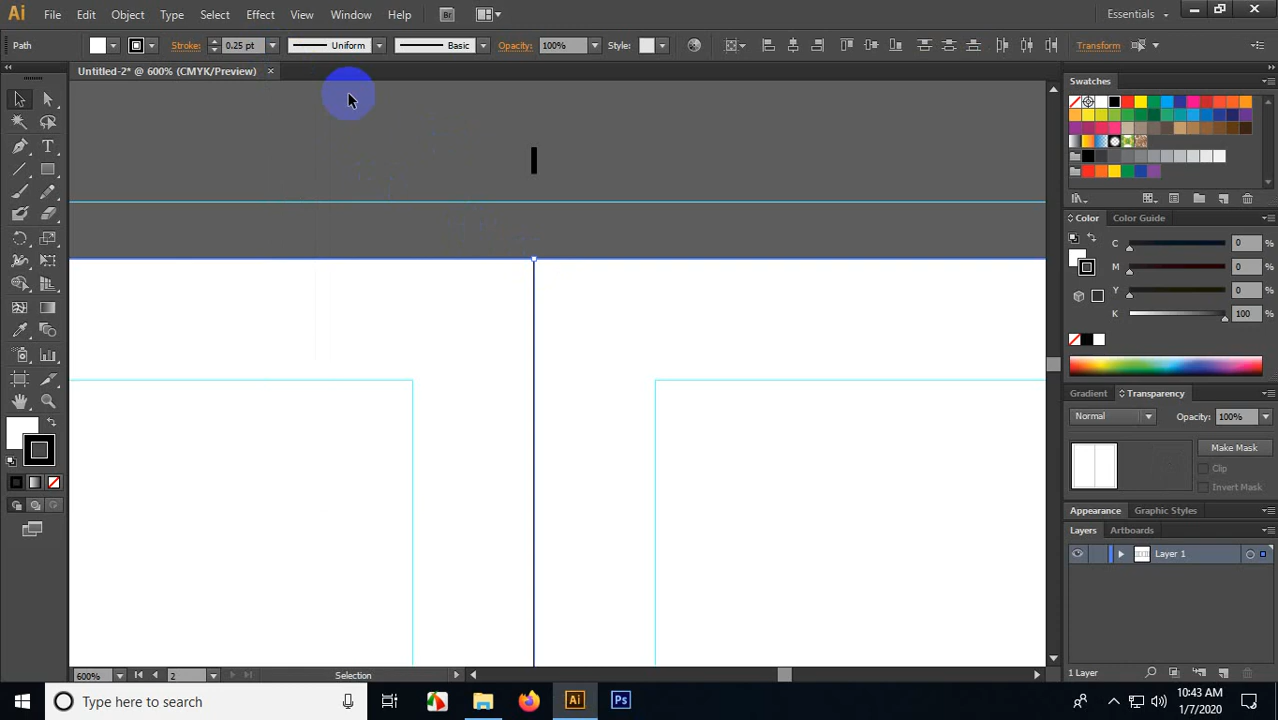 Ai File Edit Object Type Select Effect View Window Help Br Essentials
Path Stroke: 0.25 pt Uniform Basic Opacity: 100% Style: Transform
Untitled-2* @ 600% (CMYK/Preview) ×
Swatches
Color Color Guide
C 0 %
M 0 %
Y 0 %
K 100 %
Gradient Transparency
Normal Opacity: 100%
Make Mask
Clip
Invert Mask
Appearance Graphic Styles
Layers Artboards
Layer 1
600% 2 Selection 1 Layer
Type here to search Ai Ps 10:43 AM
1/7/2020